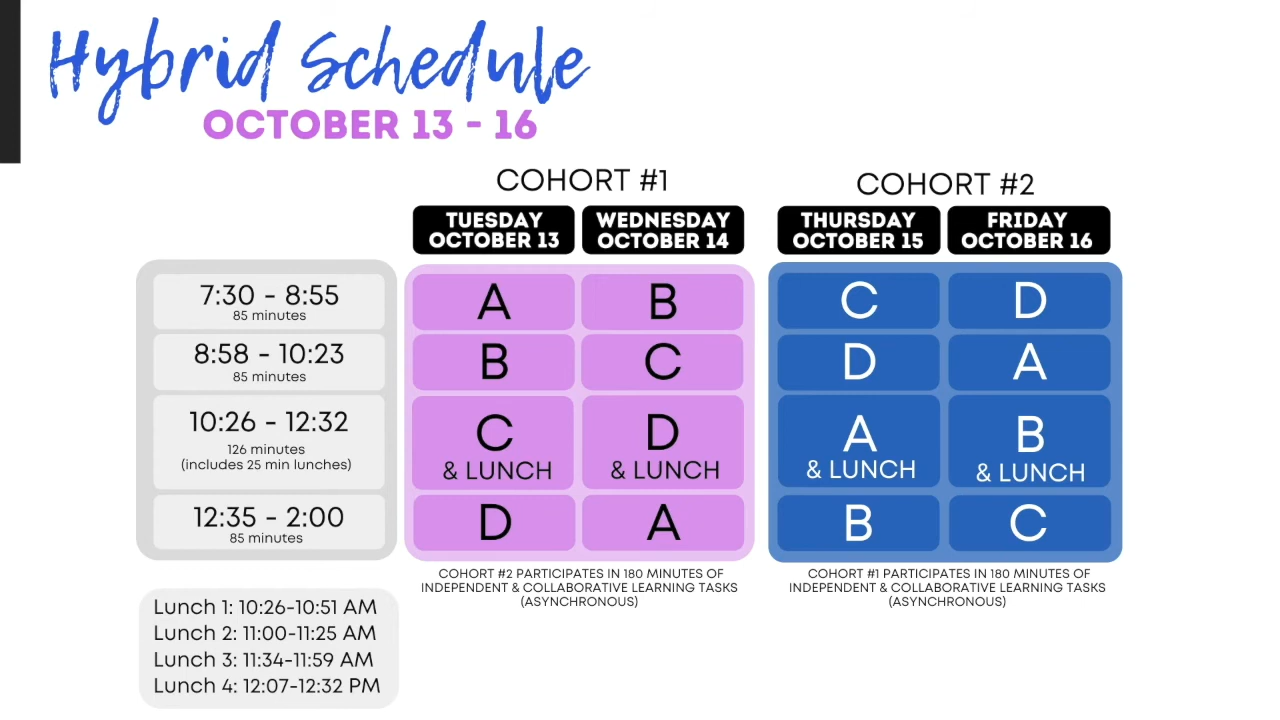 Hybrid Schedule
OCTOBER 13 - 16
COHORT #1
COHORT #2
TUESDAY
OCTOBER 13
WEDNESDAY
OCTOBER 14
THURSDAY
OCTOBER 15
FRIDAY
OCTOBER 16
7:30 - 8:55
85 minutes
A
B
C
D
8:58 - 10:23
85 minutes
B
C
D
A
10:26 - 12:32
126 minutes
(includes 25 min lunches)
C
& LUNCH
D
& LUNCH
A
& LUNCH
B
& LUNCH
12:35 - 2:00
85 minutes
D
A
B
C
COHORT #2 PARTICIPATES IN 180 MINUTES OF
INDEPENDENT & COLLABORATIVE LEARNING TASKS
(ASYNCHRONOUS)
COHORT #1 PARTICIPATES IN 180 MINUTES OF
INDEPENDENT & COLLABORATIVE LEARNING TASKS
(ASYNCHRONOUS)
Lunch 1: 10:26-10:51 AM
Lunch 2: 11:00-11:25 AM
Lunch 3: 11:34-11:59 AM
Lunch 4: 12:07-12:32 PM